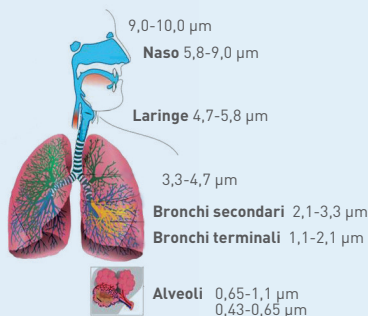 9,0-10,0 µm
Naso 5,8-9,0 µm
Laringe 4,7-5,8 µm
3,3-4,7 µm
Bronchi secondari 2,1-3,3 µm
Bronchi terminali 1,1-2,1 µm
Alveoli 0,65-1,1 µm
0,43-0,65 µm